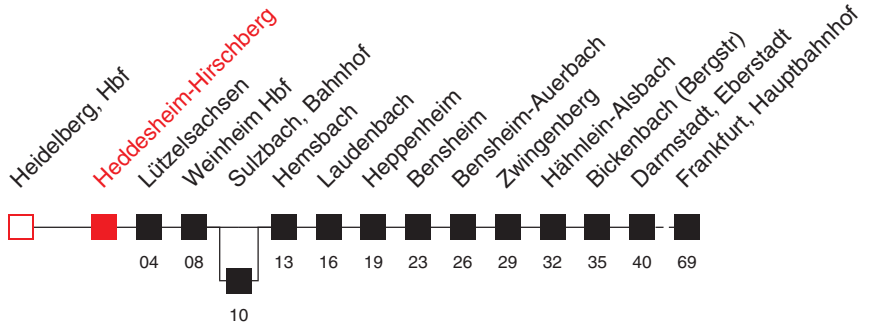 Heidelberg, Hbf
Heddesheim-Hirschberg
Lützelsachsen
Weinheim Hbf
Sulzbach, Bahnhof
Hemsbach
Laudenbach
Heppenheim
Bensheim
Bensheim-Auerbach
Zwingenberg
Hähnlein-Alsbach
Bickenbach (Bergstr)
Darmstadt, Eberstadt
Frankfurt, Hauptbahnhof
04 08 13 16 19 23 26 29 32 35 40 69
10